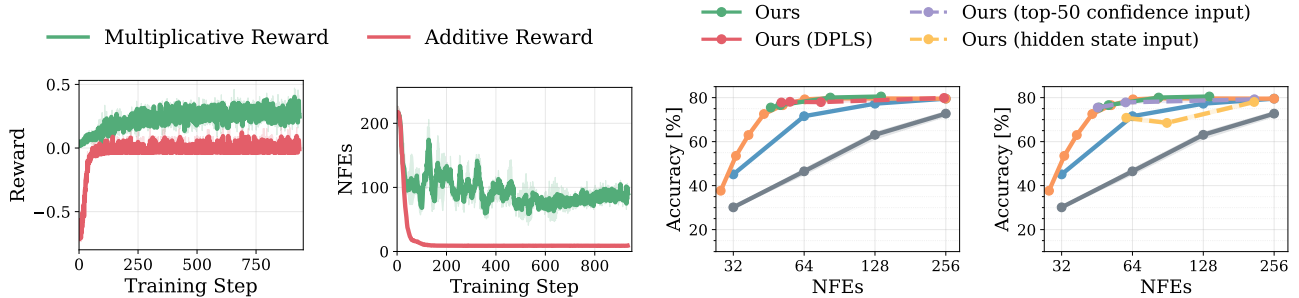 Multiplicative Reward
Additive Reward
Reward
0.5
0.0
−0.5
0
250
500
750
Training Step
NFEs
200
100
0
0
200
400
600
800
Training Step
Ours
Ours (DPLS)
Ours (top-50 confidence input)
Ours (hidden state input)
Accuracy [%]
80
60
40
20
32
64
128
256
NFEs
Accuracy [%]
80
60
40
20
32
64
128
256
NFEs